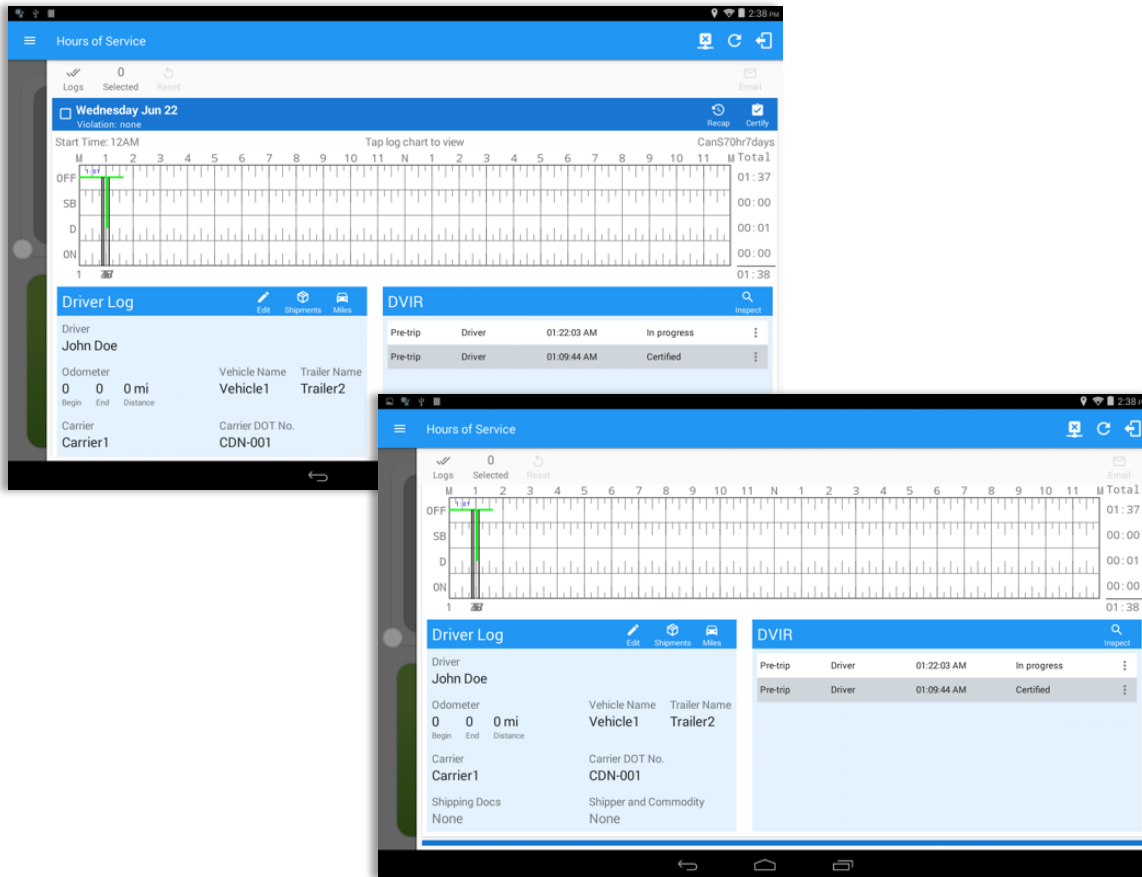 2:38 PM
Hours of Service
0
Logs Selected Reset
Email
Wednesday Jun 22
Violation: none
Recap Certify
Start Time: 12AM Tap log chart to view CanS70hr7days
M 1 2 3 4 5 6 7 8 9 10 11 N 1 2 3 4 5 6 7 8 9 10 11 M Total
OFF 01:37
SB 00:00
D 00:01
ON 00:00
1 01:38
Driver Log
Edit Shipments Miles
Driver
John Doe
Odometer Vehicle Name Trailer Name
0 0 0 mi Vehicle1 Trailer2
Begin End Distance
Carrier Carrier DOT No.
Carrier1 CDN-001
DVIR
Inspect
Pre-trip Driver 01:22:03 AM In progress
Pre-trip Driver 01:09:44 AM Certified
2:38
Hours of Service
0
Logs Selected Reset
Email
M 1 2 3 4 5 6 7 8 9 10 11 N 1 2 3 4 5 6 7 8 9 10 11 M Total
OFF 01:37
SB 00:00
D 00:01
ON 00:00
1 01:38
Driver Log
Edit Shipments Miles
Driver
John Doe
Odometer Vehicle Name Trailer Name
0 0 0 mi Vehicle1 Trailer2
Begin End Distance
Carrier Carrier DOT No.
Carrier1 CDN-001
Shipping Docs Shipper and Commodity
None None
DVIR
Inspect
Pre-trip Driver 01:22:03 AM In progress
Pre-trip Driver 01:09:44 AM Certified